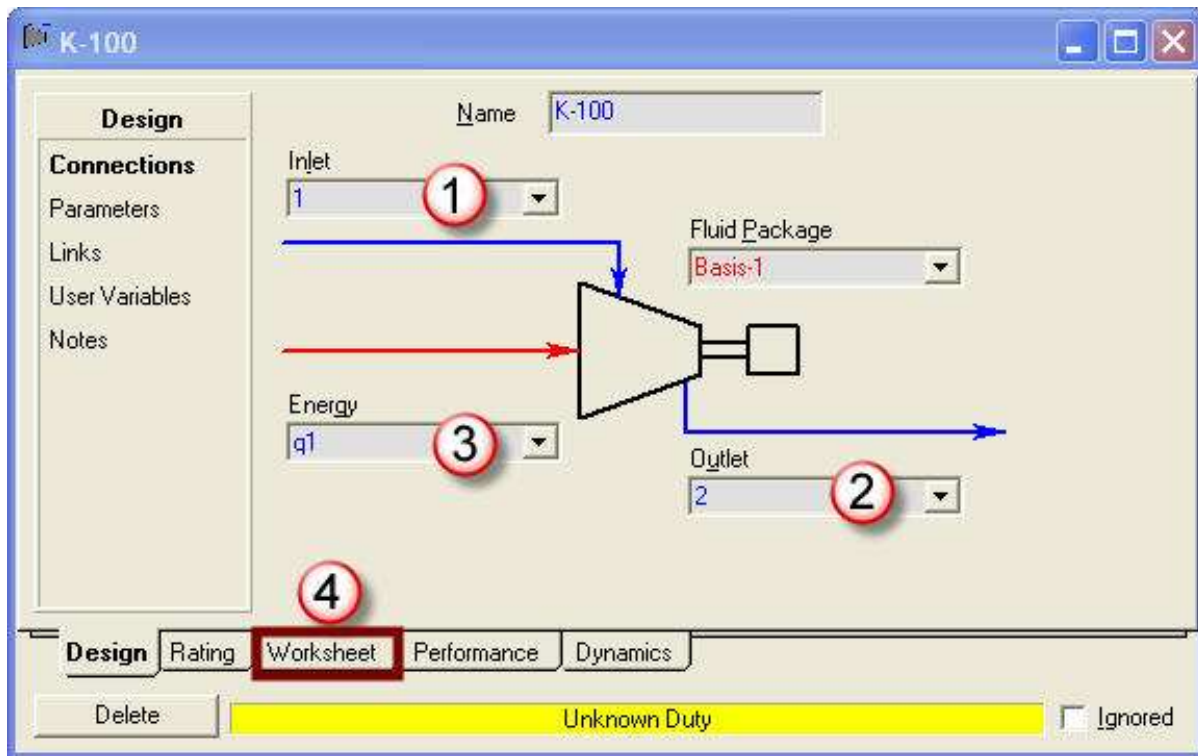 K-100
Design
Connections
Parameters
Links
User Variables
Notes
Name K-100
Inlet
1
1
Fluid Package
Basis-1
Energy
q1
3
Outlet
2
2
4
Design Rating Worksheet Performance Dynamics
Delete Unknown Duty Ignored